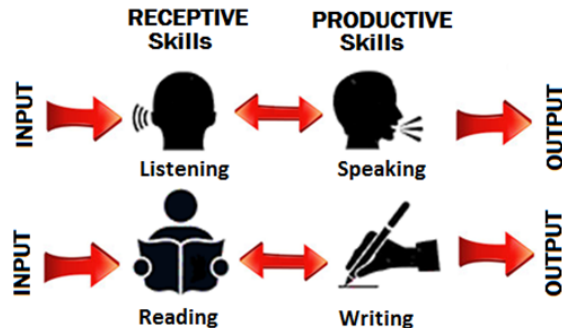 RECEPTIVE PRODUCTIVE
Skills Skills
INPUT OUTPUT
Listening Speaking
INPUT OUTPUT
Reading Writing